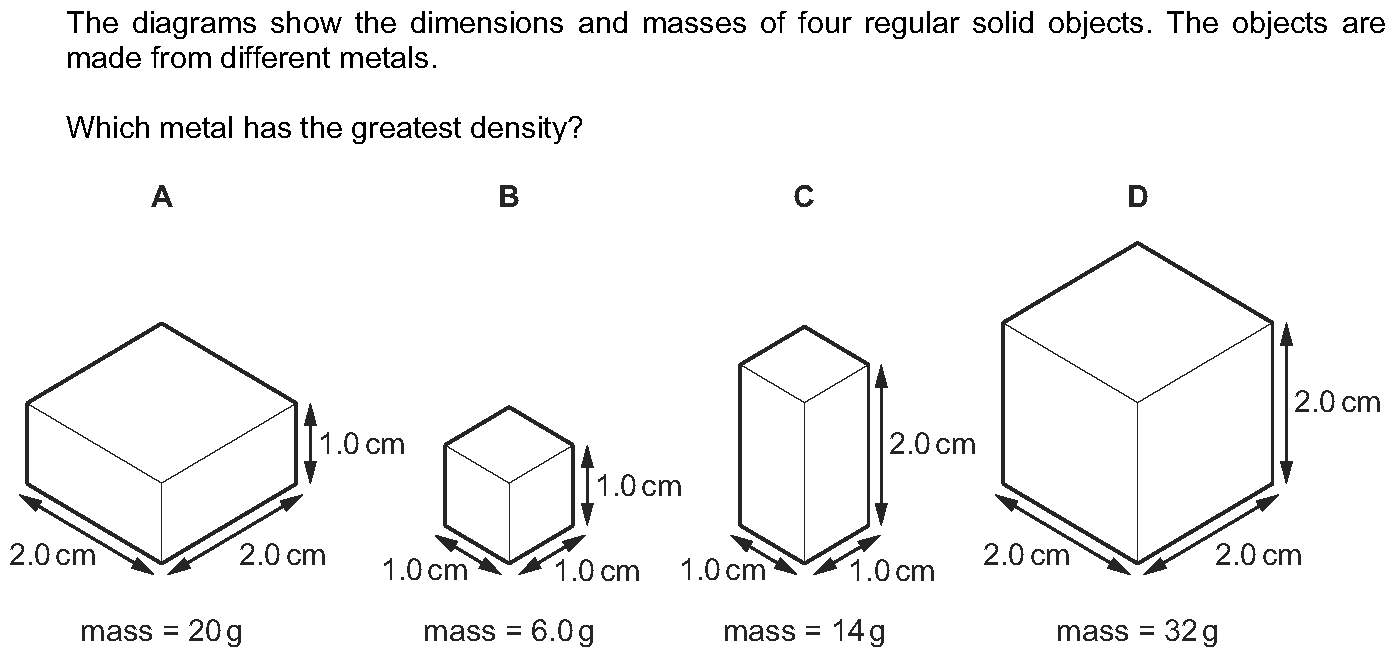 The diagrams show the dimensions and masses of four regular solid objects. The objects are
made from different metals.
Which metal has the greatest density?
A B C D
1.0 cm 1.0 cm 2.0 cm 2.0 cm
2.0 cm 2.0 cm 1.0 cm 1.0 cm 1.0 cm 1.0 cm 2.0 cm 2.0 cm
mass = 20 g mass = 6.0 g mass = 14 g mass = 32 g